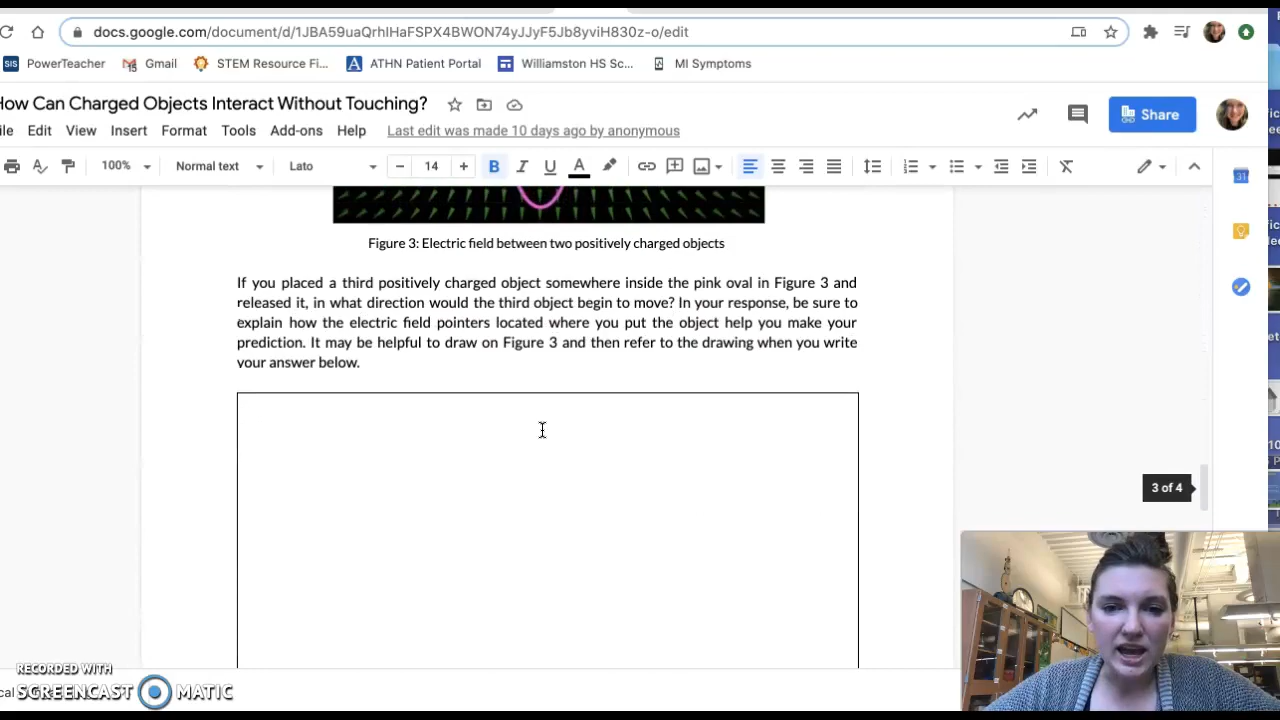 docs.google.com/document/d/1JBA59uaQrhIHaFSPX4BWON74yJJyF5Jb8yviH830z-o/edit
SIS PowerTeacher Gmail STEM Resource Fi... ATHN Patient Portal Williamston HS Sc... MI Symptoms
How Can Charged Objects Interact Without Touching?
ile Edit View Insert Format Tools Add-ons Help Last edit was made 10 days ago by anonymous
Share
100% Normal text Lato 14 B I U A
Figure 3: Electric field between two positively charged objects
If you placed a third positively charged object somewhere inside the pink oval in Figure 3 and
released it, in what direction would the third object begin to move? In your response, be sure to
explain how the electric field pointers located where you put the object help you make your
prediction. It may be helpful to draw on Figure 3 and then refer to the drawing when you write
your answer below.
3 of 4
RECORDED WITH
SCREENCAST MATIC